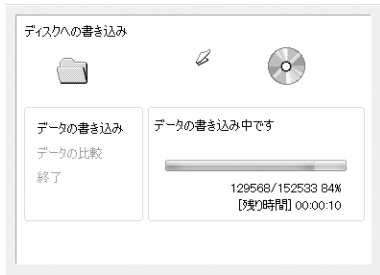 ディスクへの書き込み
データの書き込み
データの比較
終了
データの書き込み中です
129568/152533 84%
[残り時間] 00:00:10